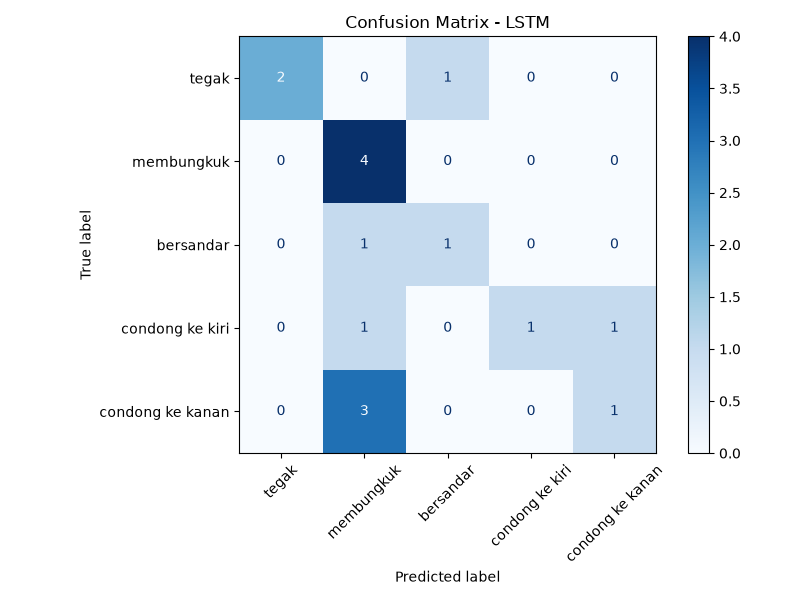 Confusion Matrix - LSTM
True label
tegak 2 0 1 0 0
membungkuk 0 4 0 0 0
bersandar 0 1 1 0 0
condong ke kiri 0 1 0 1 1
condong ke kanan 0 3 0 0 1
tegak membungkuk bersandar condong ke kiri condong ke kanan
Predicted label
4.0
3.5
3.0
2.5
2.0
1.5
1.0
0.5
0.0